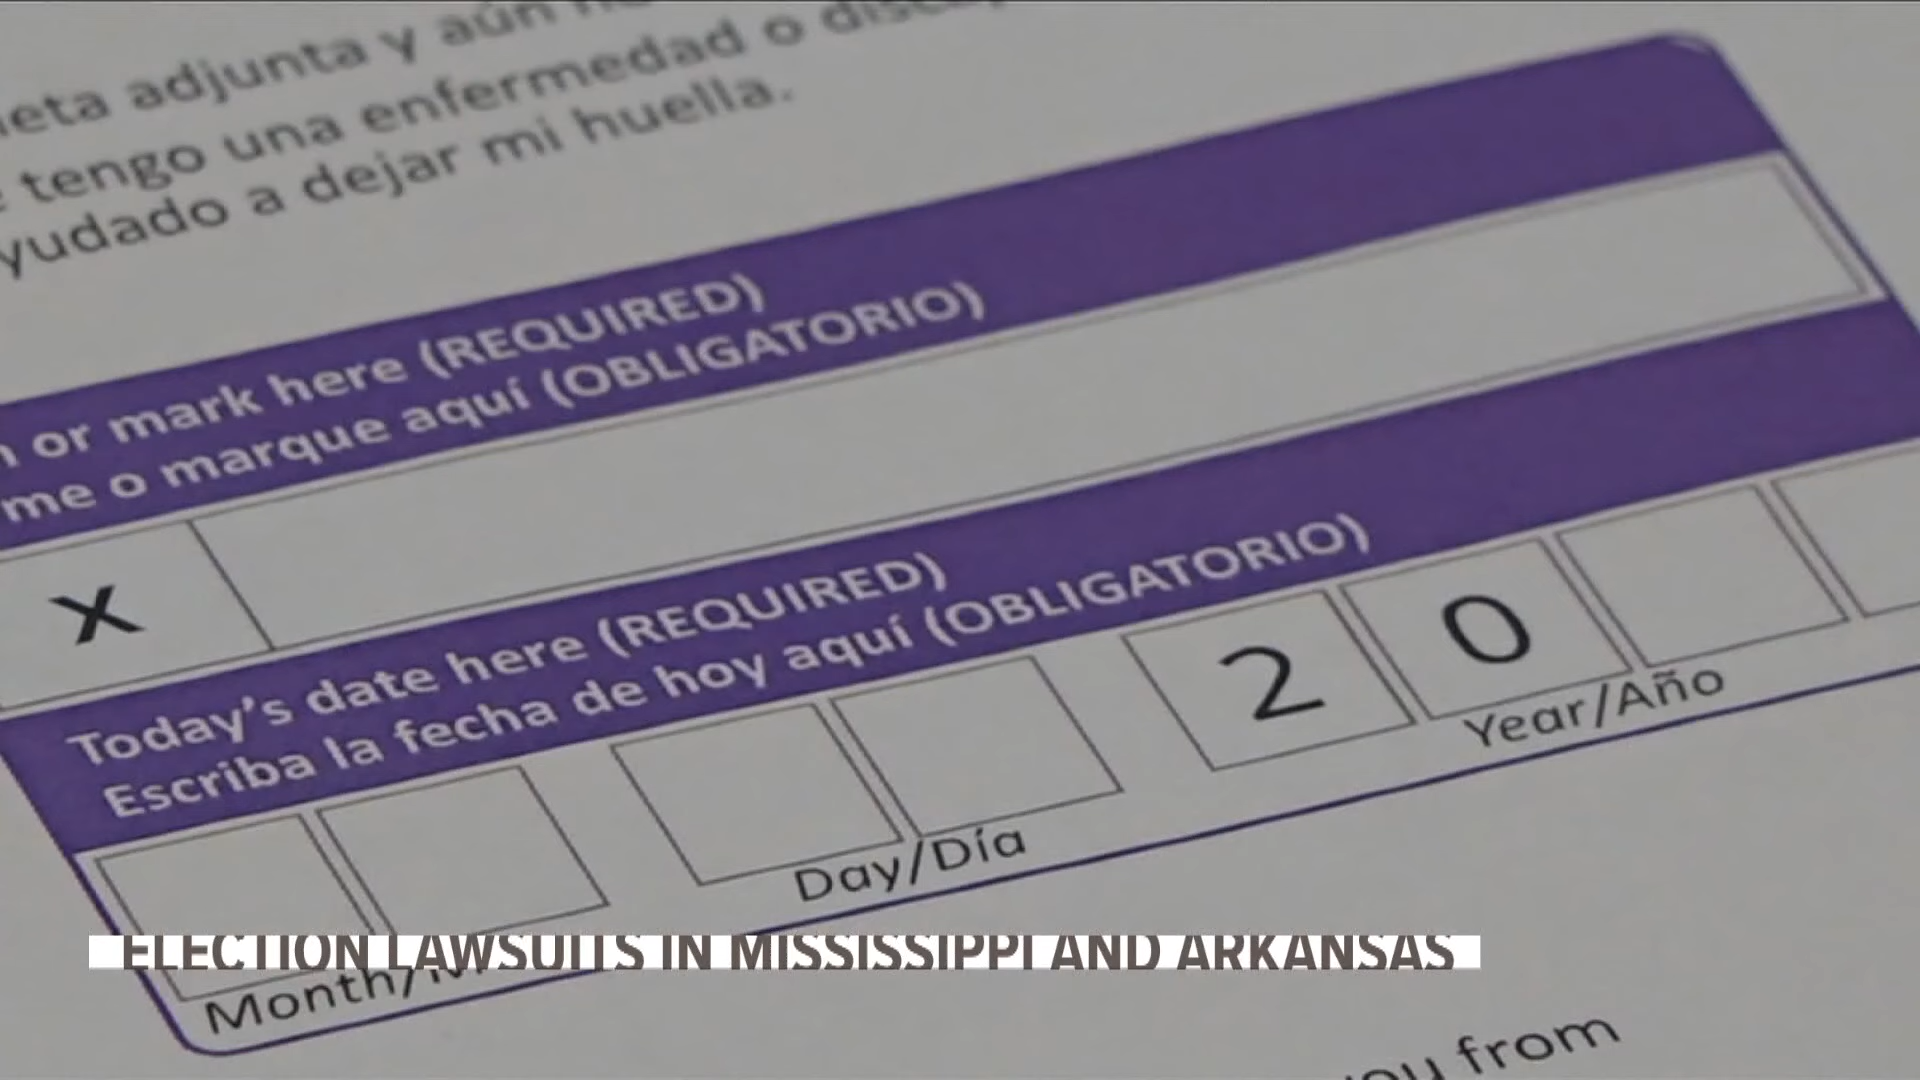 adjunta y aún
tengo una enfermedad o
a dejar mi huella.
or mark here (REQUIRED)
o marque aquí (OBLIGATORIO)
X
Today's date here (REQUIRED)
Escriba la fecha de hoy aquí (OBLIGATORIO)
2 0
Year/Año
Day/Día
Month/
ELECTION LAWSUITS IN MISSISSIPPI AND ARKANSAS
from